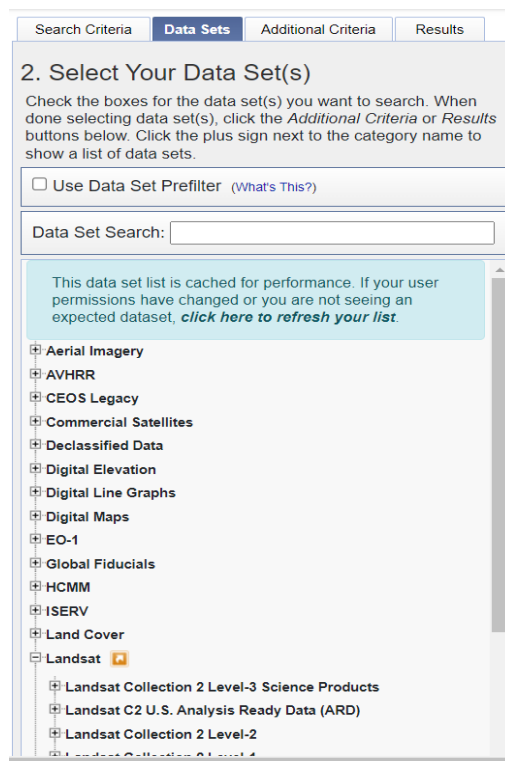 Search Criteria Data Sets Additional Criteria Results
2. Select Your Data Set(s)
Check the boxes for the data set(s) you want to search. When
done selecting data set(s), click the Additional Criteria or Results
buttons below. Click the plus sign next to the category name to
show a list of data sets.
Use Data Set Prefilter (What's This?)
Data Set Search:
This data set list is cached for performance. If your user
permissions have changed or you are not seeing an
expected dataset, click here to refresh your list.
Aerial Imagery
AVHRR
CEOS Legacy
Commercial Satellites
Declassified Data
Digital Elevation
Digital Line Graphs
Digital Maps
EO-1
Global Fiducials
HCMM
ISERV
Land Cover
Landsat
Landsat Collection 2 Level-3 Science Products
Landsat C2 U.S. Analysis Ready Data (ARD)
Landsat Collection 2 Level-2
Landsat Collection 2 Level-1